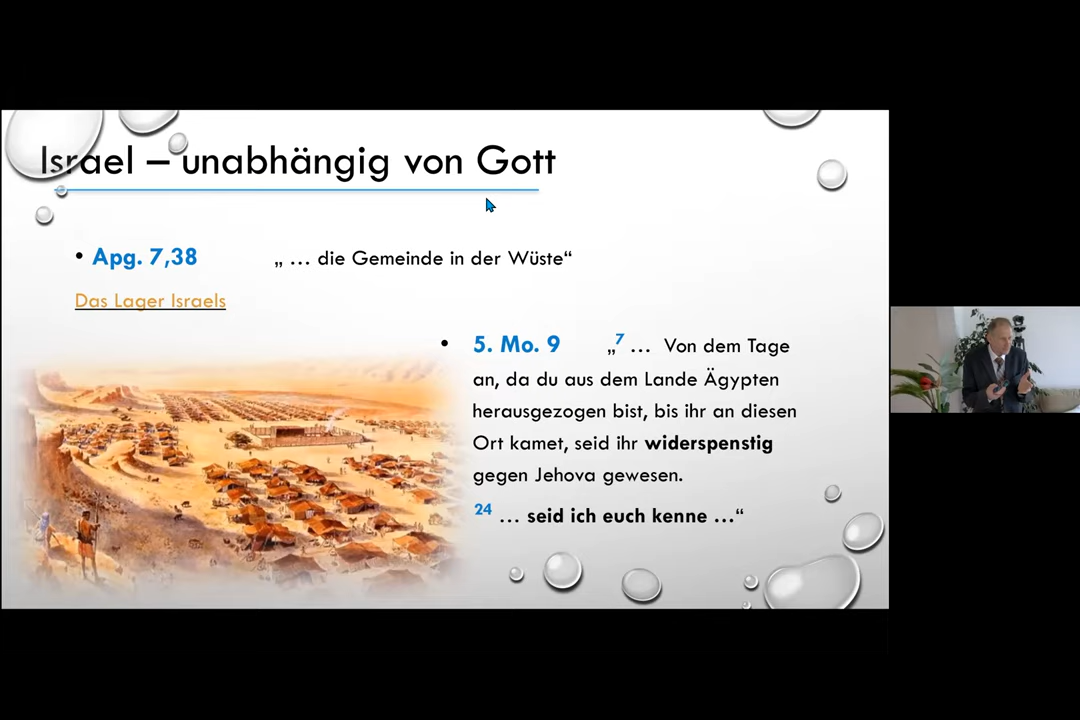 Israel – unabhängig von Gott
• Apg. 7,38 „ … die Gemeinde in der Wüste“
Das Lager Israels
• 5. Mo. 9 „7 … Von dem Tage
an, da du aus dem Lande Ägypten
herausgezogen bist, bis ihr an diesen
Ort kamet, seid ihr widerspenstig
gegen Jehova gewesen.
24 … seid ich euch kenne …“